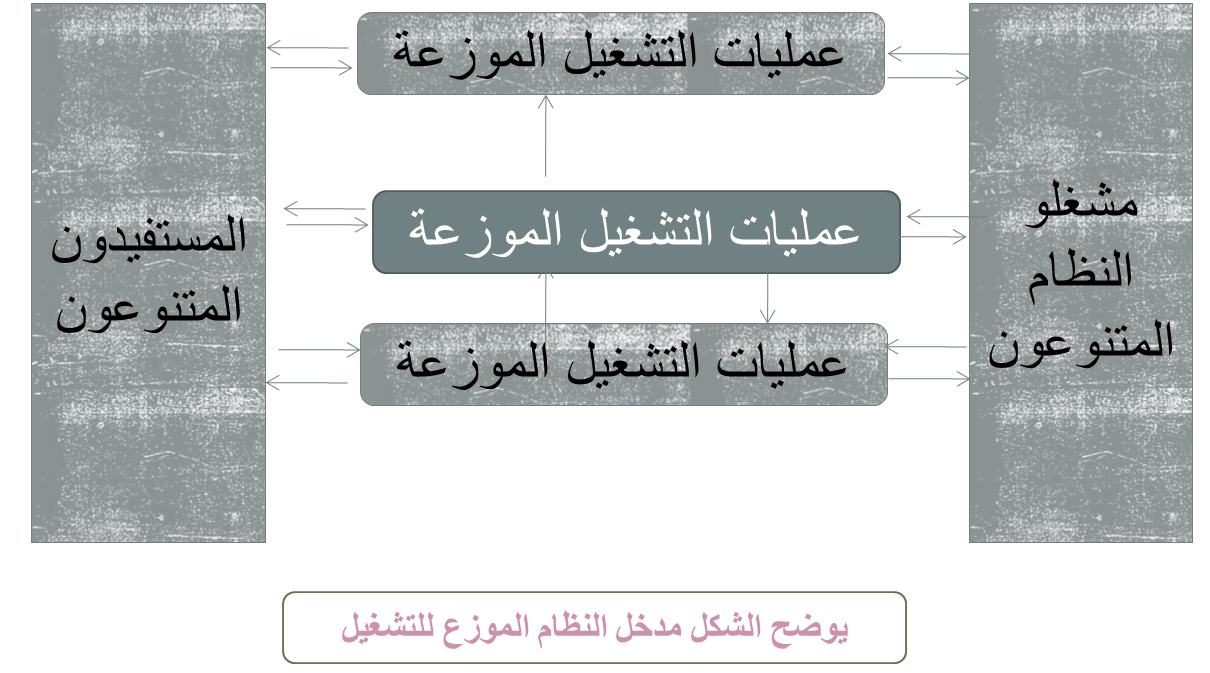 عمليات التشغيل الموزعة
مشغلو
النظام
المتنوعون
عمليات التشغيل الموزعة
المستفيدون
المتنوعون
عمليات التشغيل الموزعة
يوضح الشكل مدخل النظام الموزع للتشغيل